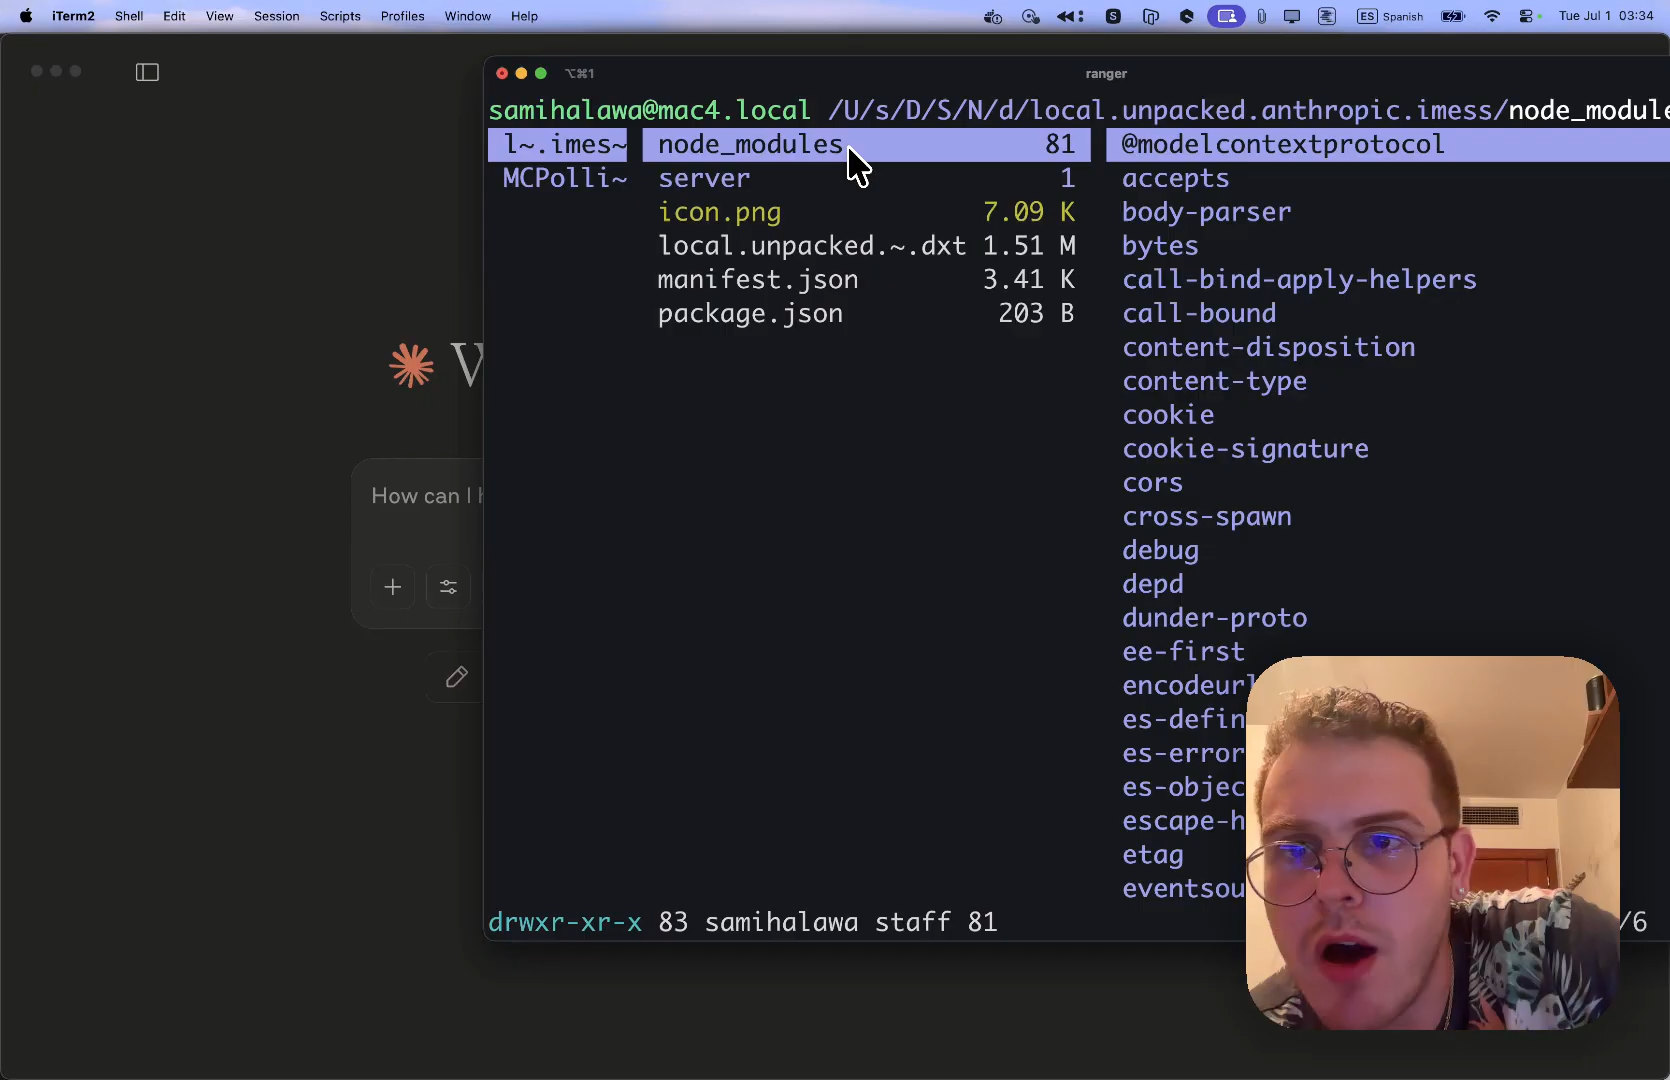 iTerm2 Shell Edit View Session Scripts Profiles Window Help
S ES Spanish Tue Jul 1 03:34
⌥⌘1 ranger
samihalawa@mac4.local /U/s/D/S/N/d/local.unpacked.anthropic.imess/node_module
l~.imes~ node_modules 81 @modelcontextprotocol
MCPolli~ server 1 accepts
icon.png 7.09 K body-parser
local.unpacked.~.dxt 1.51 M bytes
manifest.json 3.41 K call-bind-apply-helpers
package.json 203 B call-bound
content-disposition
content-type
cookie
cookie-signature
cors
cross-spawn
debug
depd
dunder-proto
ee-first
encodeurl
es-defin
es-error
es-objec
escape-h
etag
eventsou
drwxr-xr-x 83 samihalawa staff 81 /6
W
How can I h